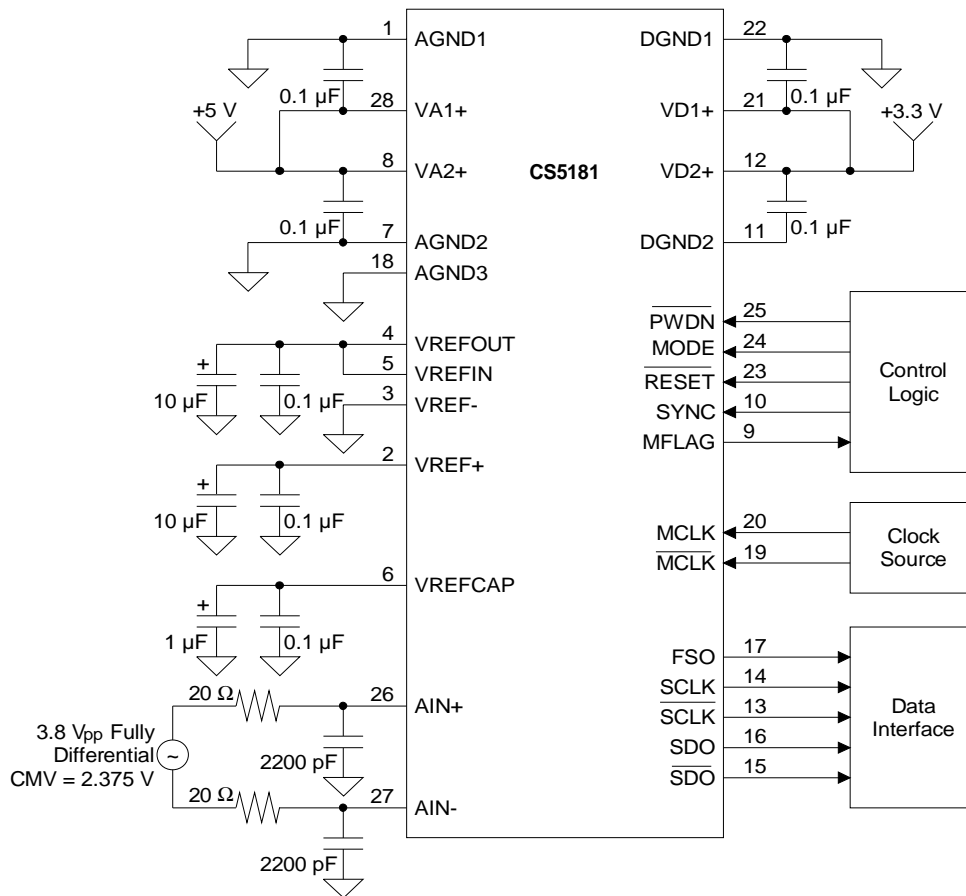 1 AGND1
0.1 µF
+5 V
28 VA1+
8 VA2+
0.1 µF
7 AGND2
18 AGND3
4 VREFOUT
5 VREFIN
3 VREF-
+
10 µF
0.1 µF
2 VREF+
+
10 µF
0.1 µF
6 VREFCAP
+
1 µF
0.1 µF
20 Ω
26 AIN+
3.8 VPP Fully
Differential
CMV = 2.375 V
~
2200 pF
20 Ω
27 AIN-
2200 pF
CS5181
DGND1 22
0.1 µF
VD1+ 21
+3.3 V
VD2+ 12
0.1 µF
DGND2 11
PWDN 25
MODE 24
RESET 23
SYNC 10
MFLAG 9
Control
Logic
MCLK 20
MCLK 19
Clock
Source
FSO 17
SCLK 14
SCLK 13
SDO 16
SDO 15
Data
Interface